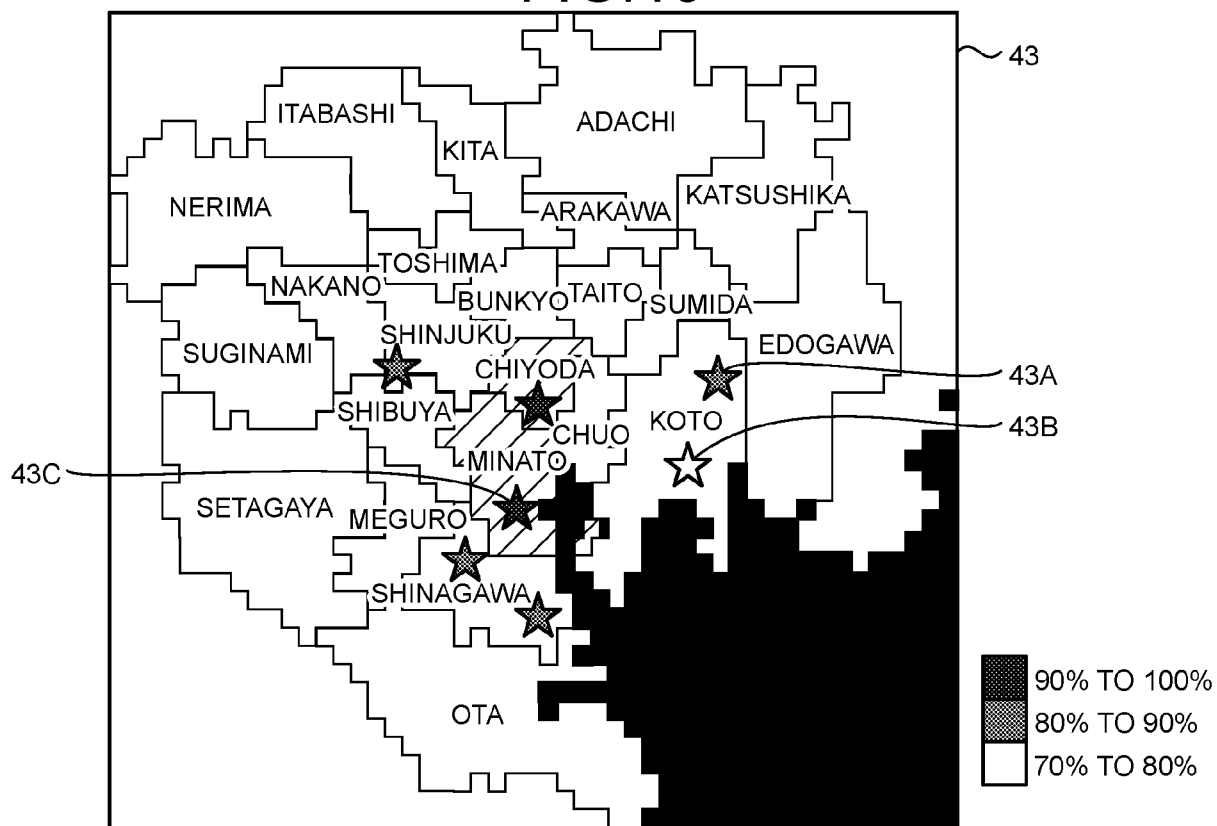 43
ITABASHI
ADACHI
KITA
KATSUSHIKA
NERIMA
ARAKAWA
TOSHIMA
NAKANO
BUNKYO
TAITO
SUMIDA
SHINJUKU
SUGINAMI
CHIYODA
EDOGAWA
43A
SHIBUYA
KOTO
CHUO
43B
MINATO
43C
SETAGAYA
MEGURO
SHINAGAWA
OTA
90% TO 100%
80% TO 90%
70% TO 80%